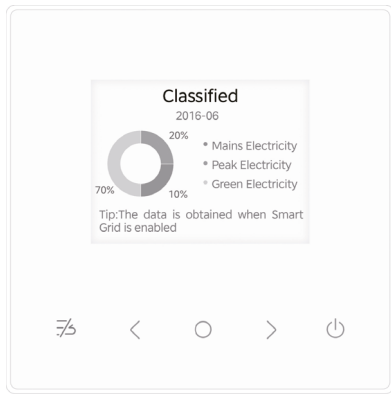 Classified
2016-06
20%
• Mains Electricity
• Peak Electricity
• Green Electricity
70%
10%
Tip:The data is obtained when Smart
Grid is enabled